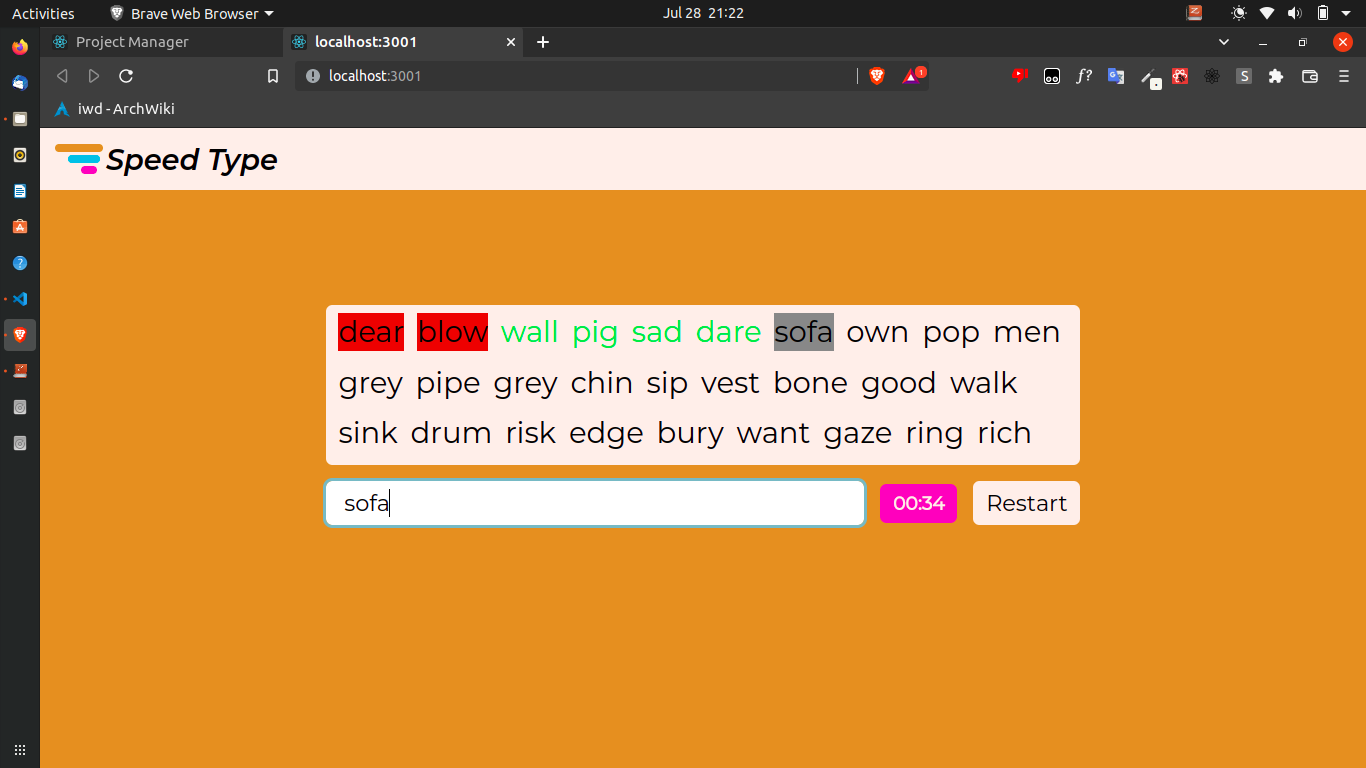 Activities Brave Web Browser Jul 28 21:22
Project Manager localhost:3001
localhost:3001 1 f? S
iwd - ArchWiki
Speed Type
dear blow wall pig sad dare sofa own pop men
grey pipe grey chin sip vest bone good walk
sink drum risk edge bury want gaze ring rich
sofa 00:34 Restart